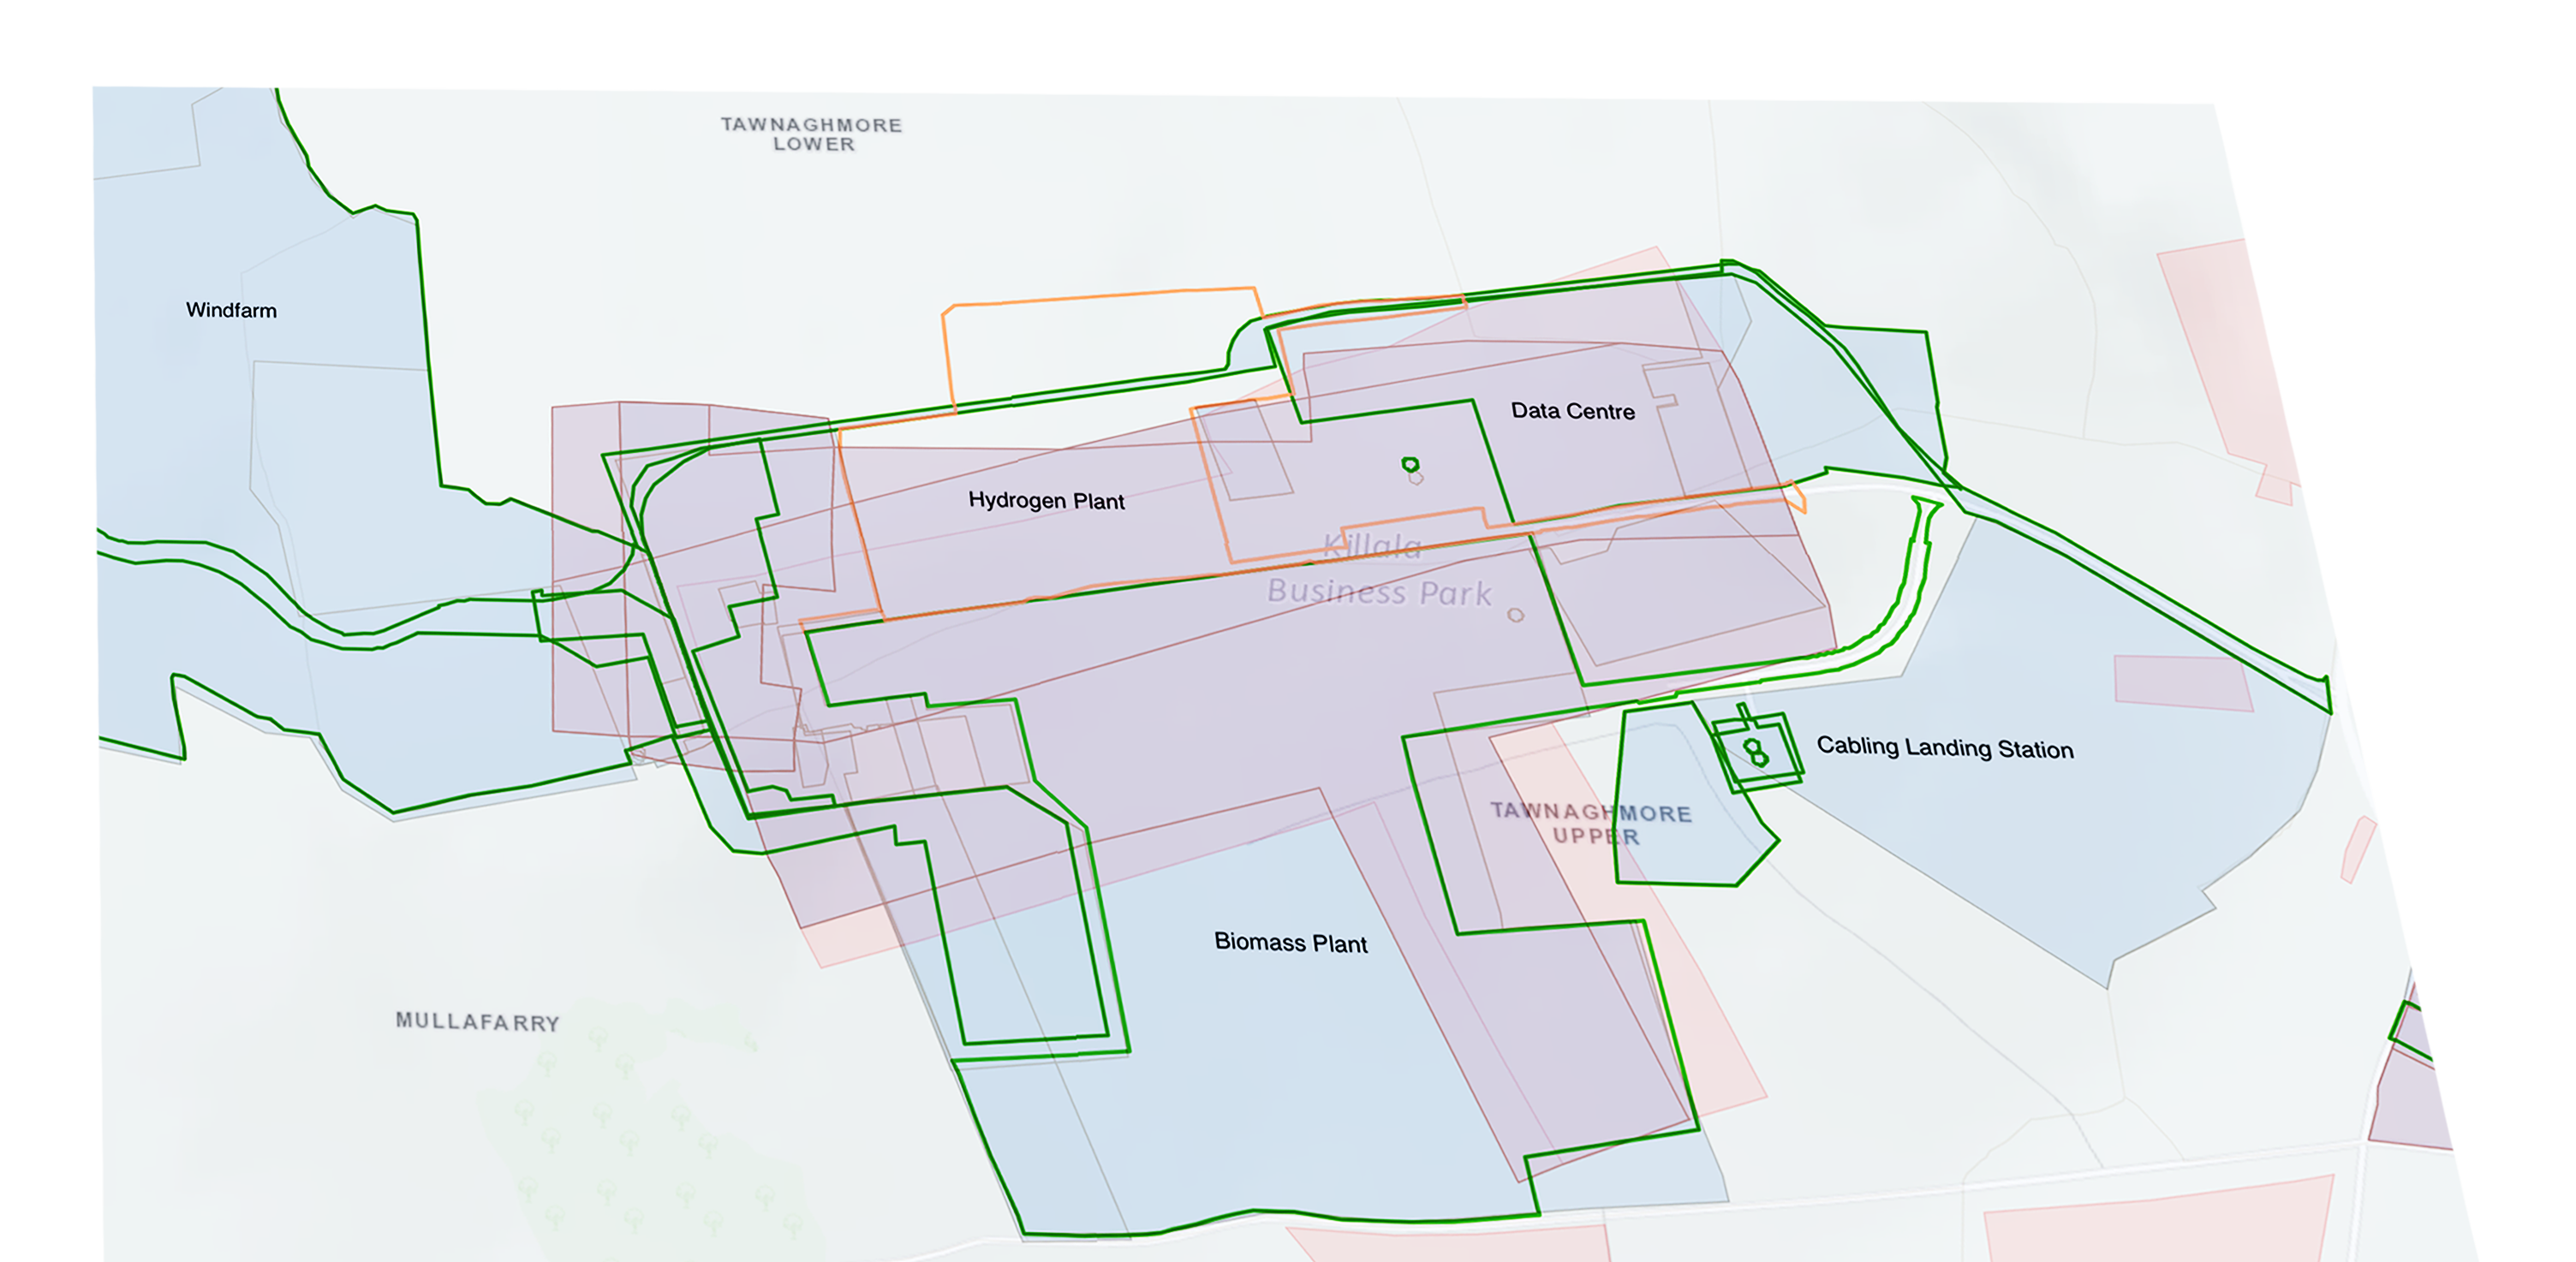 TAWNAGHMORE
LOWER
Windfarm
Data Centre
Hydrogen Plant
Killala
Business Park
Cabling Landing Station
TAWNAGHMORE
UPPER
Biomass Plant
MULLAFARRY